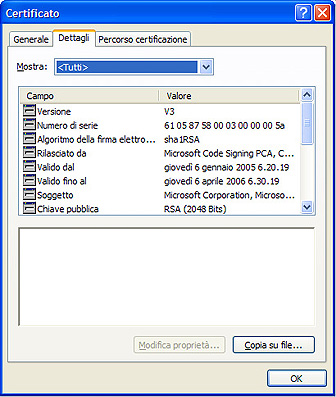 Certificato
Generale Dettagli Percorso certificazione
Mostra: <Tutti>
Campo Valore
Versione V3
Numero di serie 61 05 87 58 00 03 00 00 00 5a
Algoritmo della firma elettro... sha1RSA
Rilasciato da Microsoft Code Signing PCA, C...
Valido dal giovedì 6 gennaio 2005 6.20.19
Valido fino al giovedì 6 aprile 2006 6.30.19
Soggetto Microsoft Corporation, Microso...
Chiave pubblica RSA (2048 Bits)
Modifica proprietà... Copia su file...
OK